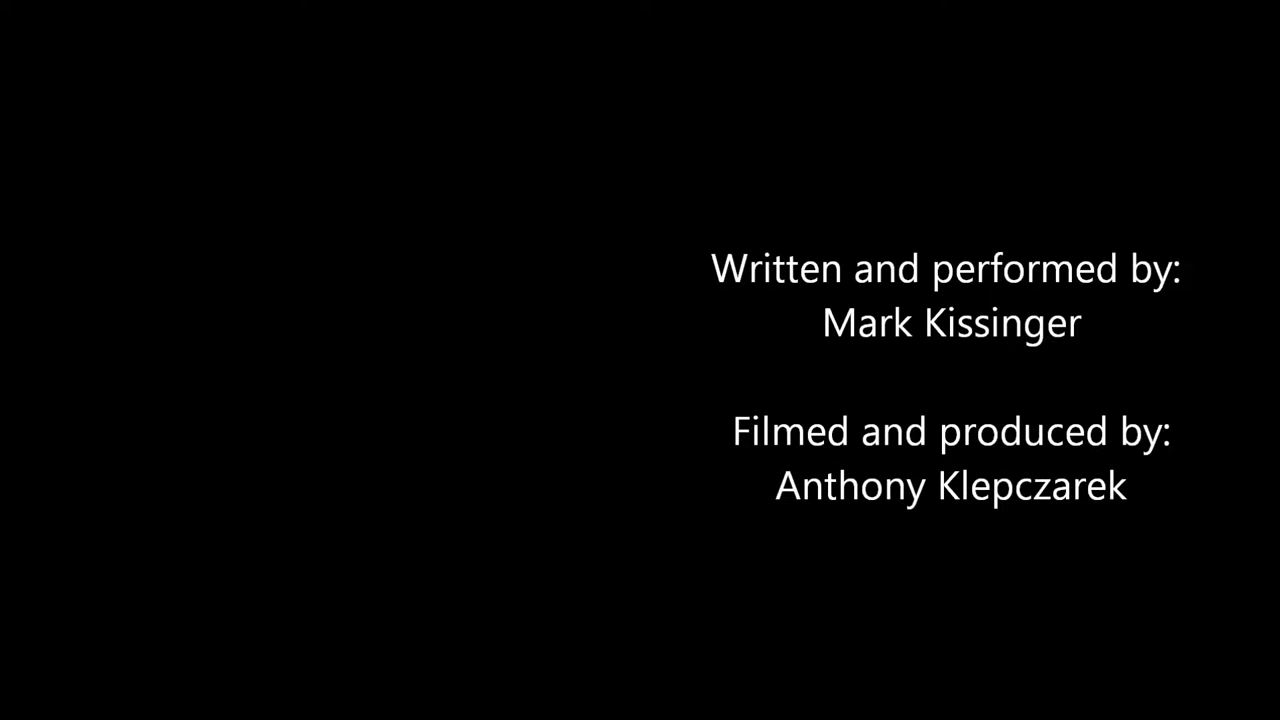 Written and performed by:
Mark Kissinger
Filmed and produced by:
Anthony Klepczarek